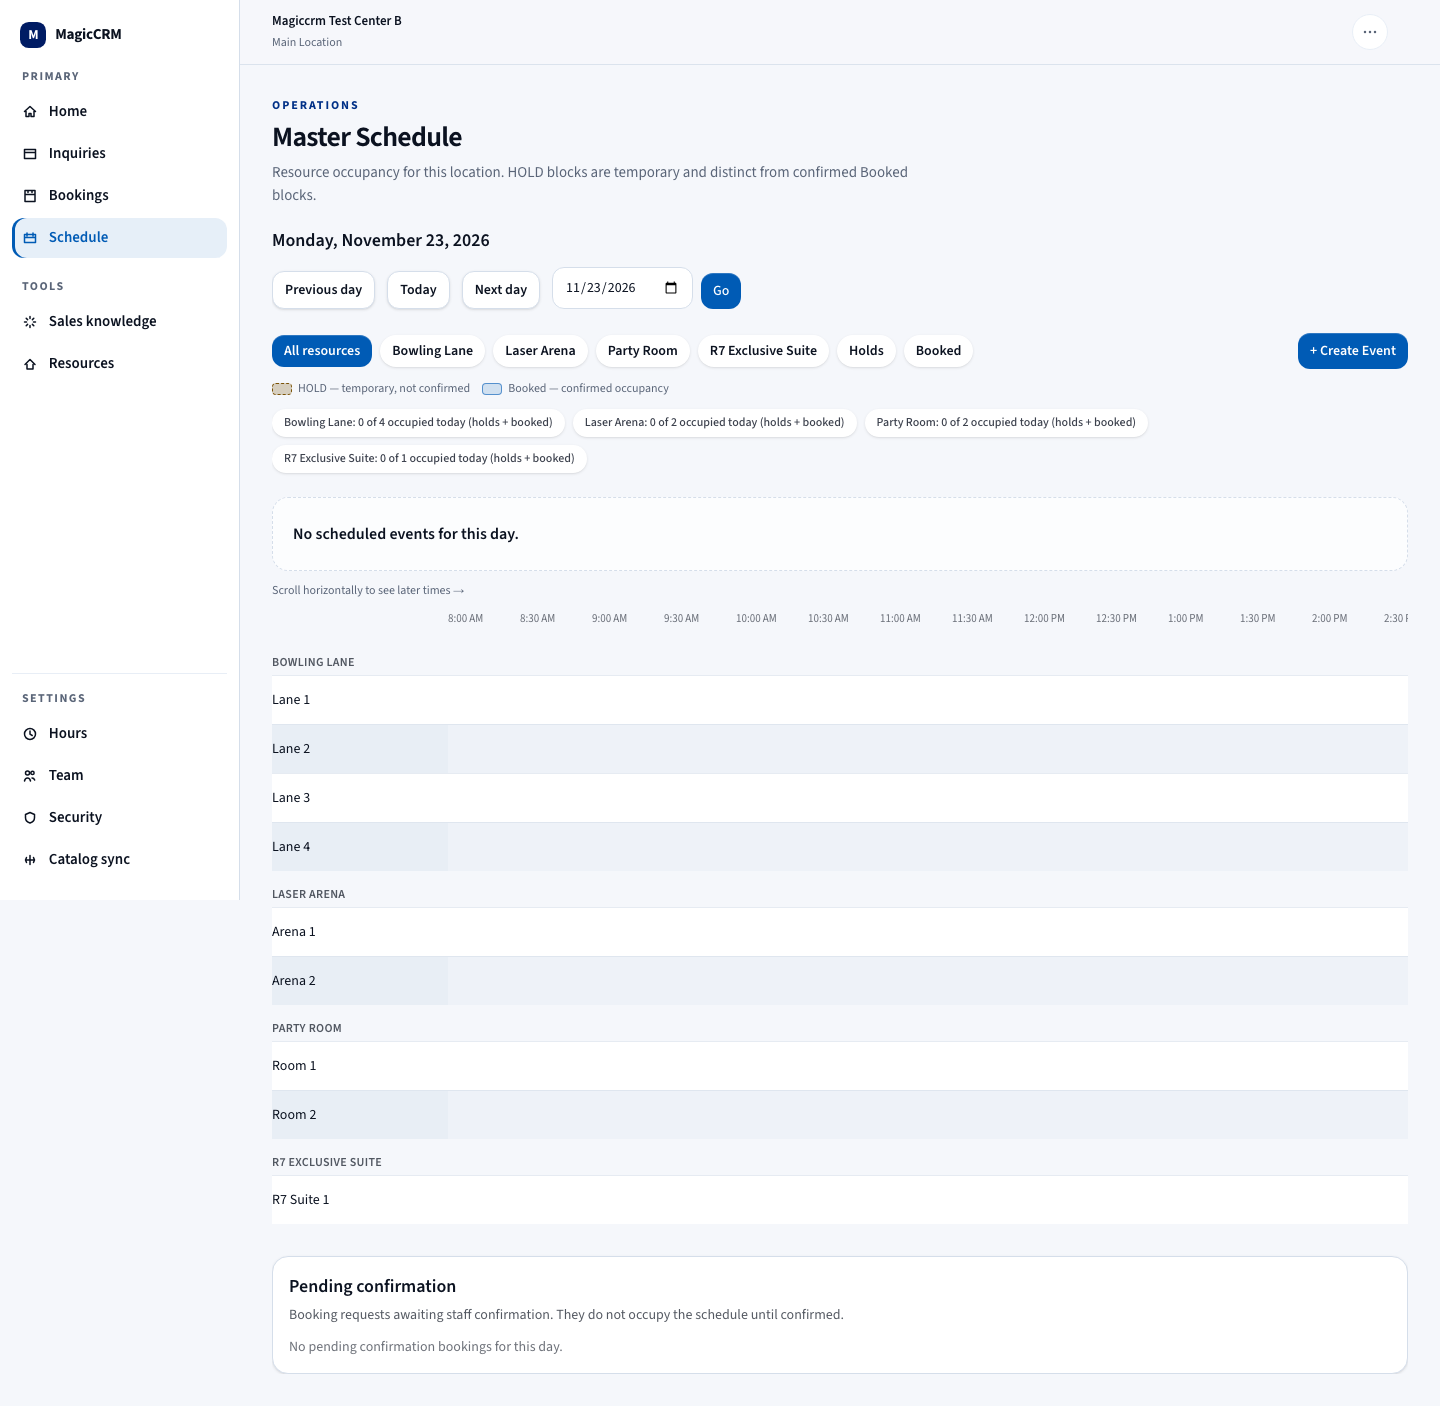 M MagicCRM
PRIMARY
Home
Inquiries
Bookings
Schedule
TOOLS
Sales knowledge
Resources
SETTINGS
Hours
Team
Security
Catalog sync
Magiccrm Test Center B
Main Location
OPERATIONS
Master Schedule
Resource occupancy for this location. HOLD blocks are temporary and distinct from confirmed Booked
blocks.
Monday, November 23, 2026
Previous day Today Next day 11/23/2026 Go
All resources Bowling Lane Laser Arena Party Room R7 Exclusive Suite Holds Booked + Create Event
HOLD — temporary, not confirmed Booked — confirmed occupancy
Bowling Lane: 0 of 4 occupied today (holds + booked) Laser Arena: 0 of 2 occupied today (holds + booked) Party Room: 0 of 2 occupied today (holds + booked)
R7 Exclusive Suite: 0 of 1 occupied today (holds + booked)
No scheduled events for this day.
Scroll horizontally to see later times →
8:00 AM 8:30 AM 9:00 AM 9:30 AM 10:00 AM 10:30 AM 11:00 AM 11:30 AM 12:00 PM 12:30 PM 1:00 PM 1:30 PM 2:00 PM 2:30
BOWLING LANE
Lane 1
Lane 2
Lane 3
Lane 4
LASER ARENA
Arena 1
Arena 2
PARTY ROOM
Room 1
Room 2
R7 EXCLUSIVE SUITE
R7 Suite 1
Pending confirmation
Booking requests awaiting staff confirmation. They do not occupy the schedule until confirmed.
No pending confirmation bookings for this day.